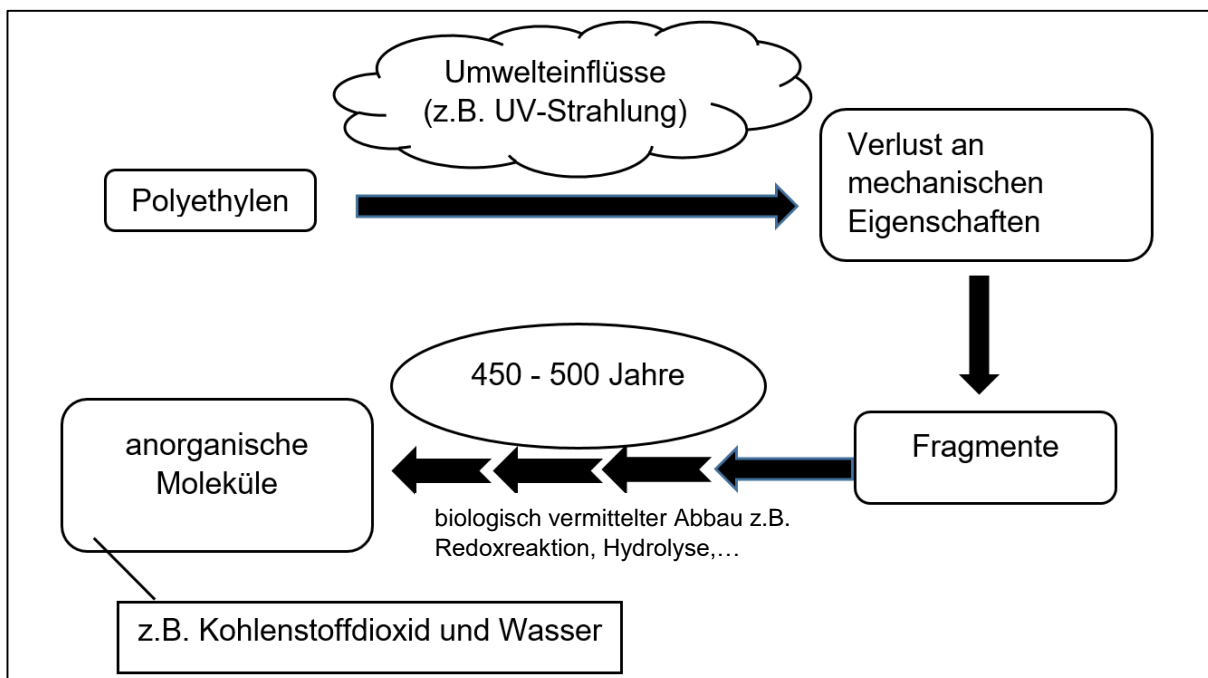 Umwelteinflüsse
(z.B. UV-Strahlung)
Polyethylen
Verlust an
mechanischen
Eigenschaften
Fragmente
450 - 500 Jahre
biologisch vermittelter Abbau z.B.
Redoxreaktion, Hydrolyse,…
anorganische
Moleküle
z.B. Kohlenstoffdioxid und Wasser